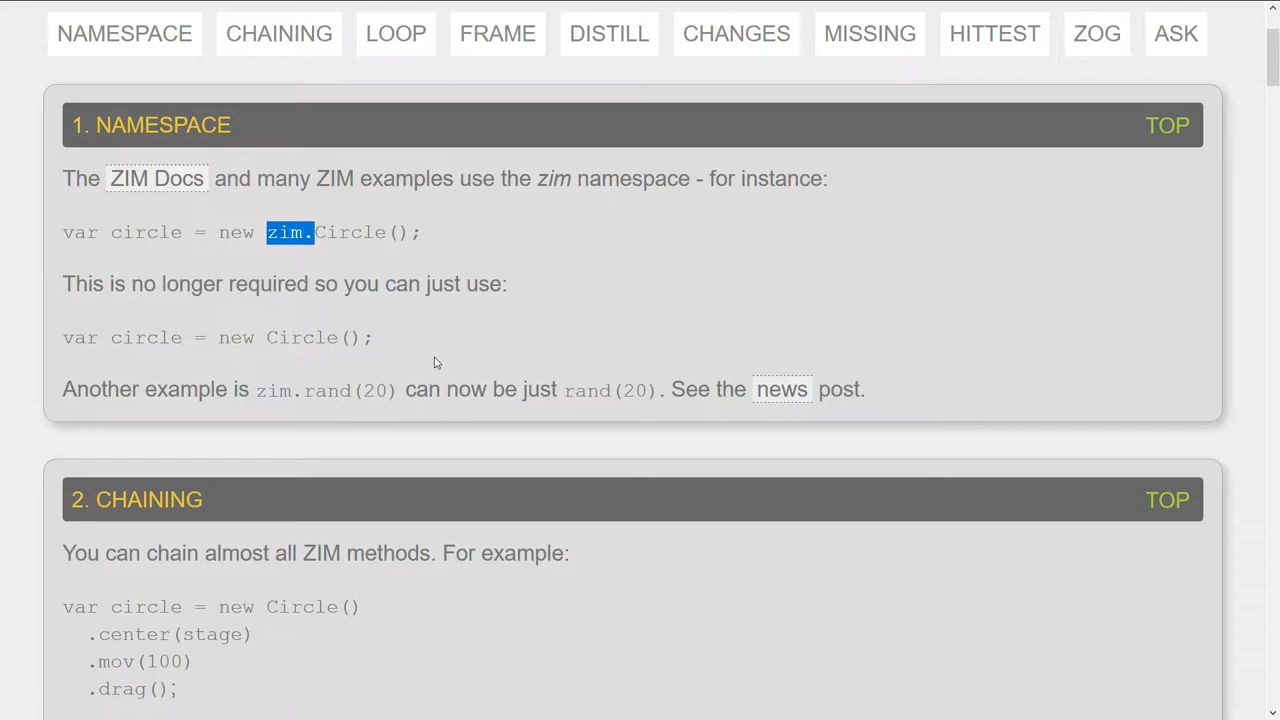 NAMESPACE CHAINING LOOP FRAME DISTILL CHANGES MISSING HITTEST ZOG ASK
1. NAMESPACE TOP
The ZIM Docs and many ZIM examples use the zim namespace - for instance:
var circle = new zim.Circle();
This is no longer required so you can just use:
var circle = new Circle();
Another example is zim.rand(20) can now be just rand(20). See the news post.
2. CHAINING TOP
You can chain almost all ZIM methods. For example:
var circle = new Circle()
.center(stage)
.mov(100)
.drag();